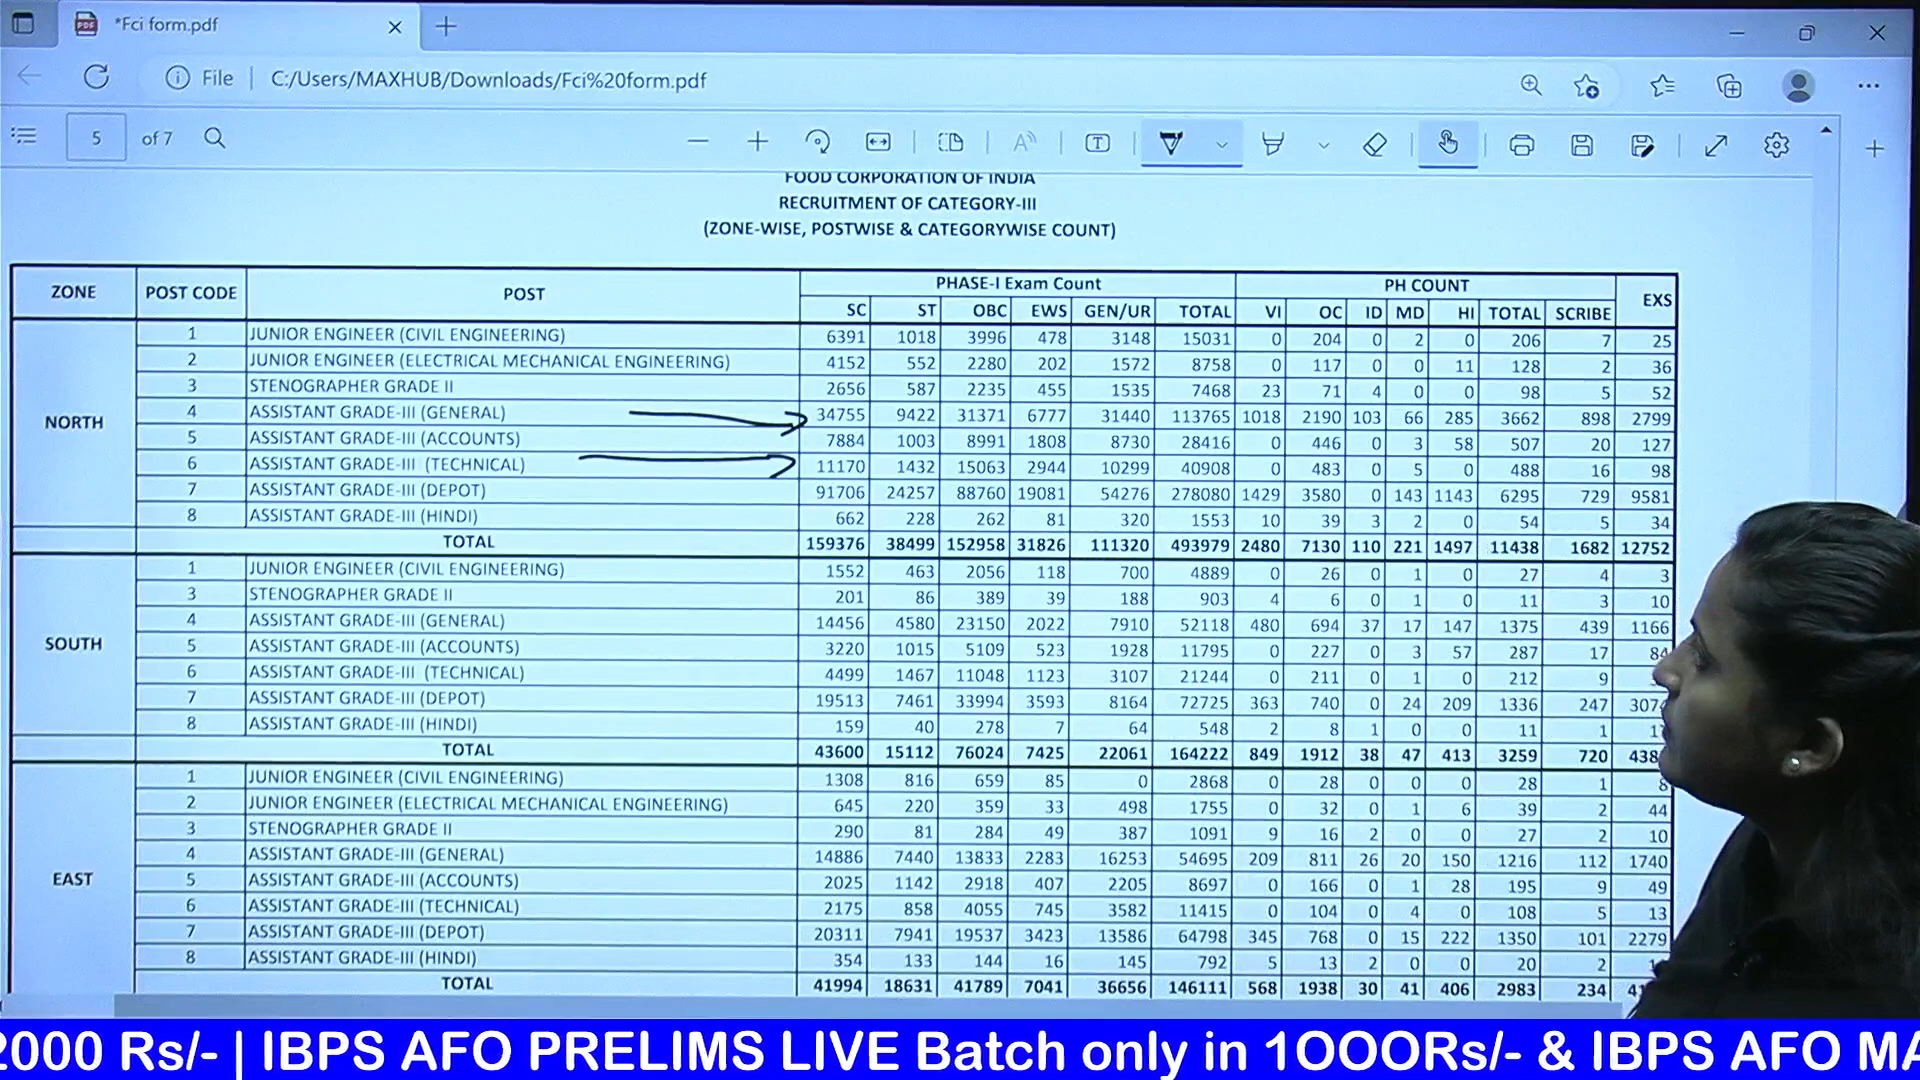 *Fci form.pdf
File | C:/Users/MAXHUB/Downloads/Fci%20form.pdf
5 of 7
FOOD CORPORATION OF INDIA
RECRUITMENT OF CATEGORY-III
(ZONE-WISE, POSTWISE & CATEGORYWISE COUNT)
ZONE POST CODE POST PHASE-I Exam Count PH COUNT EXS
SC ST OBC EWS GEN/UR TOTAL VI OC ID MD HI TOTAL SCRIBE
NORTH
1 JUNIOR ENGINEER (CIVIL ENGINEERING) 6391 1018 3996 478 3148 15031 0 204 0 2 0 206 7 25
2 JUNIOR ENGINEER (ELECTRICAL MECHANICAL ENGINEERING) 4152 552 2280 202 1572 8758 0 117 0 0 11 128 2 36
3 STENOGRAPHER GRADE II 2656 587 2235 455 1535 7468 23 71 4 0 0 98 5 52
4 ASSISTANT GRADE-III (GENERAL) 34755 9422 31371 6777 31440 113765 1018 2190 103 66 285 3662 898 2799
5 ASSISTANT GRADE-III (ACCOUNTS) 7884 1003 8991 1808 8730 28416 0 446 0 3 58 507 20 127
6 ASSISTANT GRADE-III (TECHNICAL) 11170 1432 15063 2944 10299 40908 0 483 0 5 0 488 16 98
7 ASSISTANT GRADE-III (DEPOT) 91706 24257 88760 19081 54276 278080 1429 3580 0 143 1143 6295 729 9581
8 ASSISTANT GRADE-III (HINDI) 662 228 262 81 320 1553 10 39 3 2 0 54 5 34
TOTAL 159376 38499 152958 31826 111320 493979 2480 7130 110 221 1497 11438 1682 12752
SOUTH
1 JUNIOR ENGINEER (CIVIL ENGINEERING) 1552 463 2056 118 700 4889 0 26 0 1 0 27 4 3
3 STENOGRAPHER GRADE II 201 86 389 39 188 903 4 6 0 1 0 11 3 10
4 ASSISTANT GRADE-III (GENERAL) 14456 4580 23150 2022 7910 52118 480 694 37 17 147 1375 439 1166
5 ASSISTANT GRADE-III (ACCOUNTS) 3220 1015 5109 523 1928 11795 0 227 0 3 57 287 17 84
6 ASSISTANT GRADE-III (TECHNICAL) 4499 1467 11048 1123 3107 21244 0 211 0 1 0 212 9
7 ASSISTANT GRADE-III (DEPOT) 19513 7461 33994 3593 8164 72725 363 740 0 24 209 1336 247
8 ASSISTANT GRADE-III (HINDI) 159 40 278 7 64 548 2 8 1 0 0 11 1
TOTAL 43600 15112 76024 7425 22061 164222 849 1912 38 47 413 3259 720
EAST
1 JUNIOR ENGINEER (CIVIL ENGINEERING) 1308 816 659 85 0 2868 0 28 0 0 0 28 1 8
2 JUNIOR ENGINEER (ELECTRICAL MECHANICAL ENGINEERING) 645 220 359 33 498 1755 0 32 0 1 6 39 2 44
3 STENOGRAPHER GRADE II 290 81 284 49 387 1091 9 16 2 0 0 27 2 10
4 ASSISTANT GRADE-III (GENERAL) 14886 7440 13833 2283 16253 54695 209 811 26 20 150 1216 112 1740
5 ASSISTANT GRADE-III (ACCOUNTS) 2025 1142 2918 407 2205 8697 0 166 0 1 28 195 9 49
6 ASSISTANT GRADE-III (TECHNICAL) 2175 858 4055 745 3582 11415 0 104 0 4 0 108 5 13
7 ASSISTANT GRADE-III (DEPOT) 20311 7941 19537 3423 13586 64798 345 768 0 15 222 1350 101 2279
8 ASSISTANT GRADE-III (HINDI) 354 133 144 16 145 792 5 13 2 0 0 20 2
TOTAL 41994 18631 41789 7041 36656 146111 568 1938 30 41 406 2983 234
2000 Rs/- | IBPS AFO PRELIMS LIVE Batch only in 1OOORs/- & IBPS AFO MA